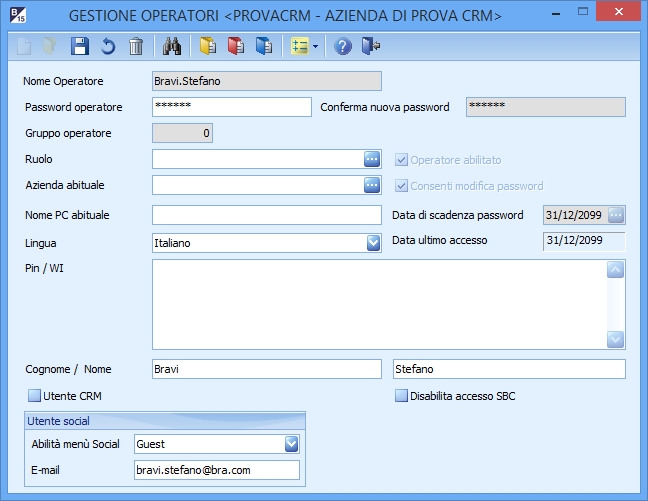 B 15
GESTIONE OPERATORI <PROVACRM - AZIENDA DI PROVA CRM>
Nome Operatore Bravi.Stefano
Password operatore ****** Conferma nuova password ******
Gruppo operatore 0
Ruolo Operatore abilitato
Azienda abituale Consenti modifica password
Nome PC abituale Data di scadenza password 31/12/2099
Lingua Italiano Data ultimo accesso 31/12/2099
Pin / WI
Cognome / Nome Bravi Stefano
Utente CRM Disabilita accesso SBC
Utente social
Abilità menù Social Guest
E-mail bravi.stefano@bra.com